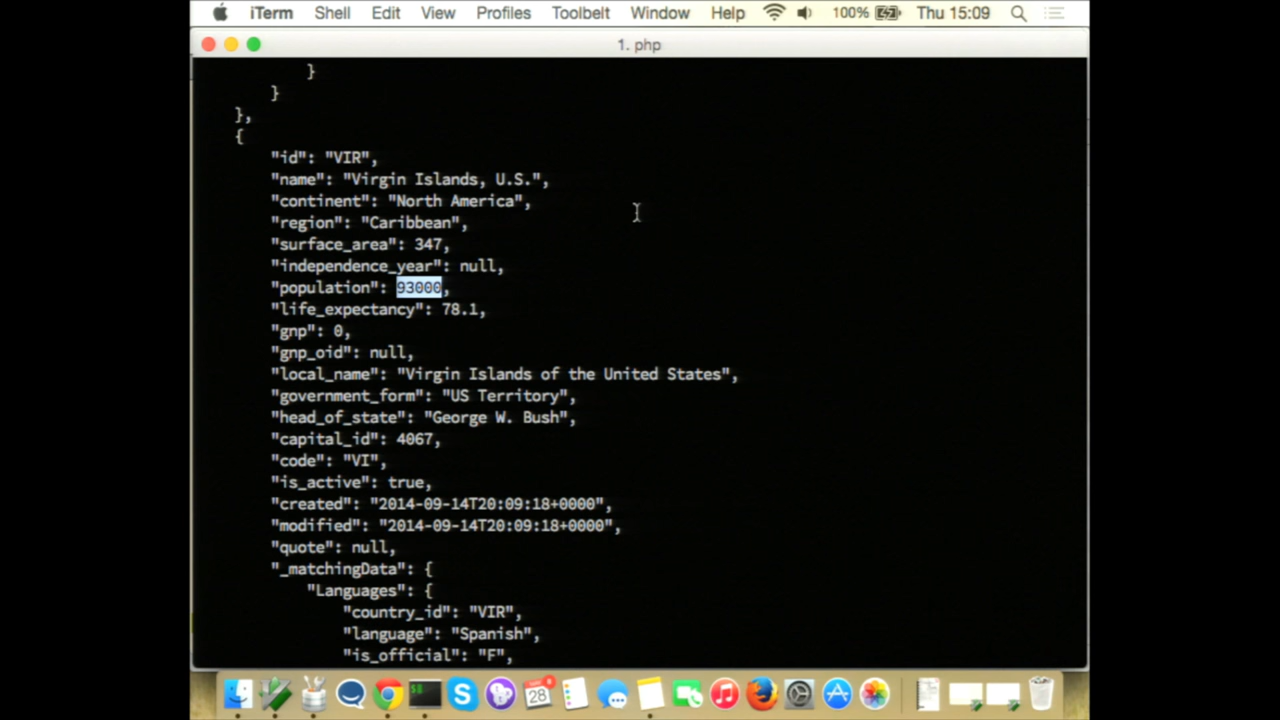 iTerm Shell Edit View Profiles Toolbelt Window Help 100% Thu 15:09
1. php
}
}
},
{
"id": "VIR",
"name": "Virgin Islands, U.S.",
"continent": "North America",
"region": "Caribbean",
"surface_area": 347,
"independence_year": null,
"population": 93000,
"life_expectancy": 78.1,
"gnp": 0,
"gnp_oid": null,
"local_name": "Virgin Islands of the United States",
"government_form": "US Territory",
"head_of_state": "George W. Bush",
"capital_id": 4067,
"code": "VI",
"is_active": true,
"created": "2014-09-14T20:09:18+0000",
"modified": "2014-09-14T20:09:18+0000",
"quote": null,
"_matchingData": {
"Languages": {
"country_id": "VIR",
"language": "Spanish",
"is_official": "F",
28